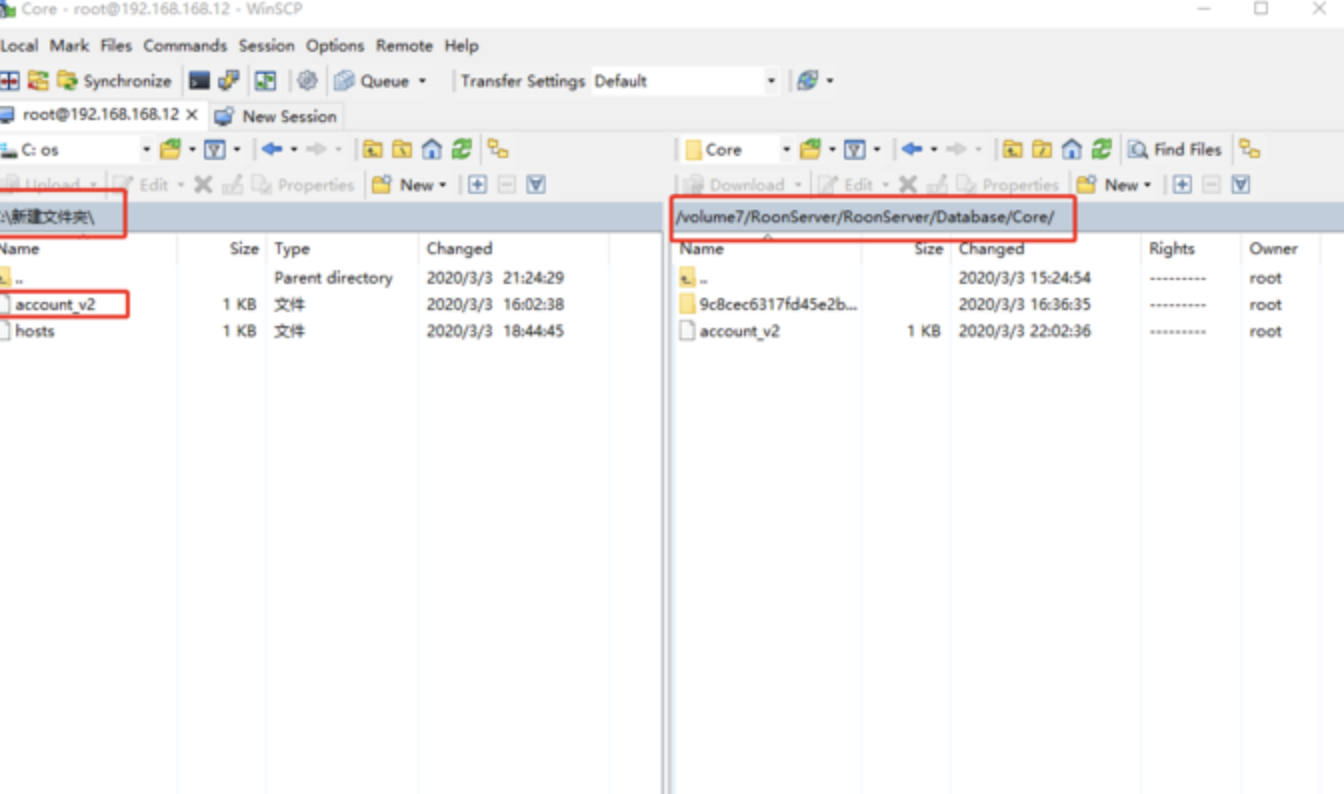 Core - root@192.168.168.12 - WinSCP
Local Mark Files Commands Session Options Remote Help
Synchronize Queue Transfer Settings Default
root@192.168.168.12 × New Session
C: os Core Find Files
Upload Edit Properties New Download Edit Properties New
:\新建文件夹\ /volume7/RoonServer/RoonServer/Database/Core/
Name Size Type Changed Name Size Changed Rights Owner
.. Parent directory 2020/3/3 21:24:29 .. 2020/3/3 15:24:54 --------- root
account_v2 1 KB 文件 2020/3/3 16:02:38 9c8cec6317fd45e2b... 2020/3/3 16:36:35 --------- root
hosts 1 KB 文件 2020/3/3 18:44:45 account_v2 1 KB 2020/3/3 22:02:36 --------- root